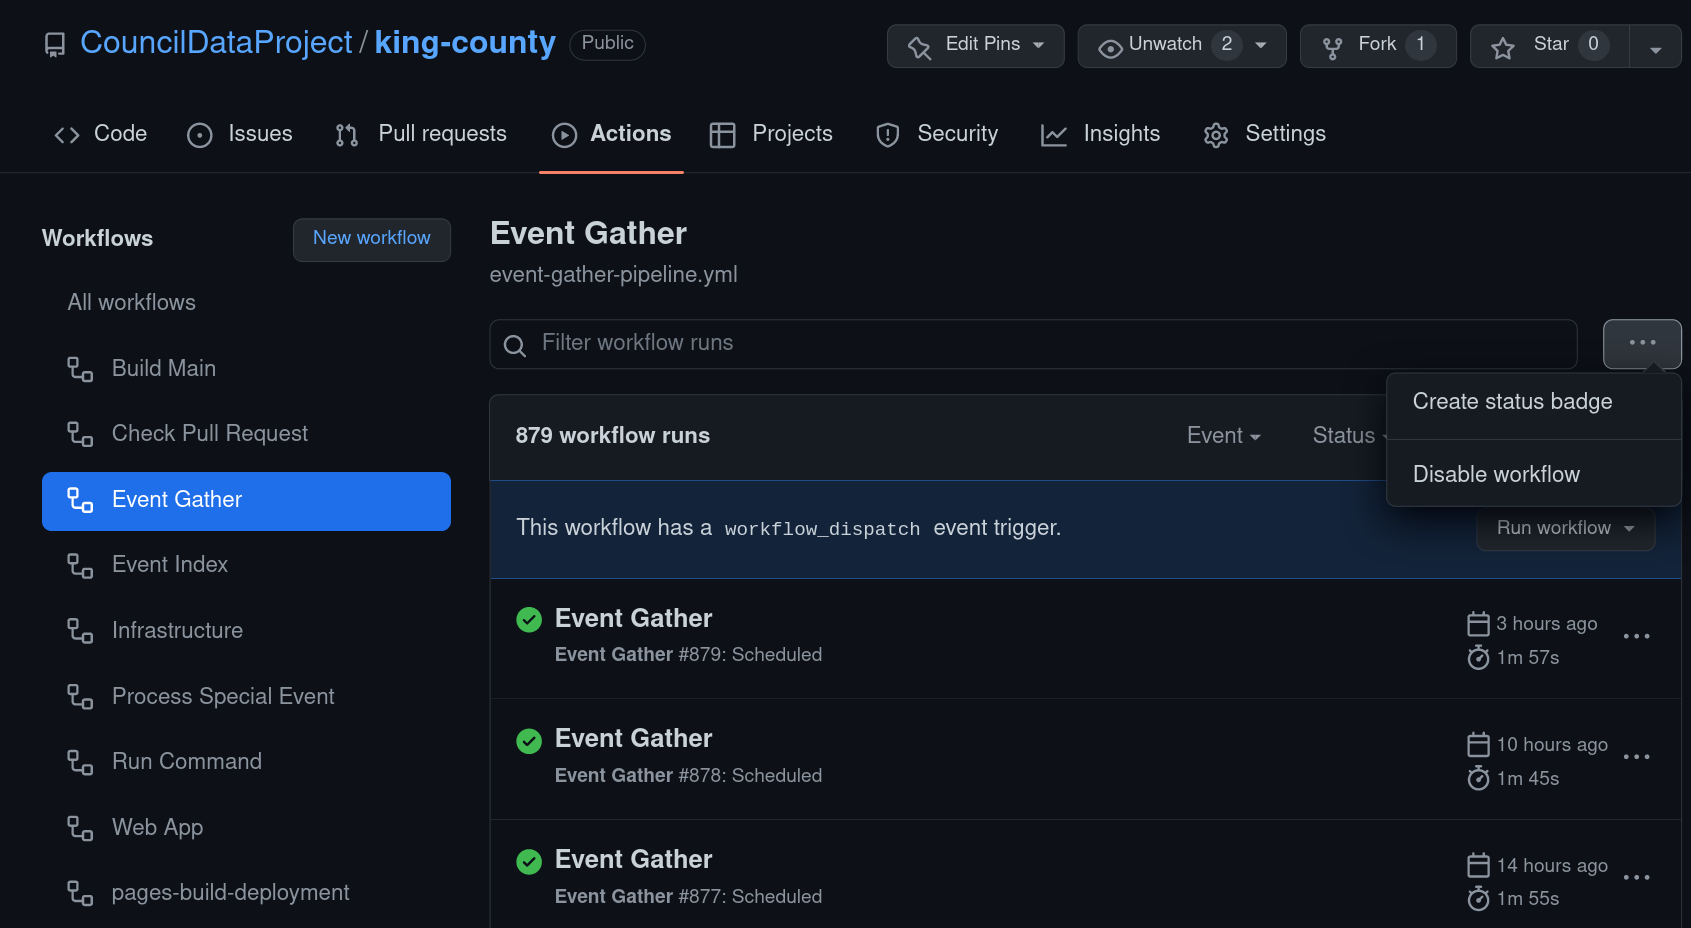 CouncilDataProject / king-county Public
Edit Pins Unwatch 2 Fork 1 Star 0
Code Issues Pull requests Actions Projects Security Insights Settings
Workflows
New workflow
All workflows
Build Main
Check Pull Request
Event Gather
Event Index
Infrastructure
Process Special Event
Run Command
Web App
pages-build-deployment
Event Gather
event-gather-pipeline.yml
Filter workflow runs
Create status badge
Disable workflow
879 workflow runs
Event Status
This workflow has a workflow_dispatch event trigger.
Run workflow
Event Gather
Event Gather #879: Scheduled
3 hours ago
1m 57s
Event Gather
Event Gather #878: Scheduled
10 hours ago
1m 45s
Event Gather
Event Gather #877: Scheduled
14 hours ago
1m 55s